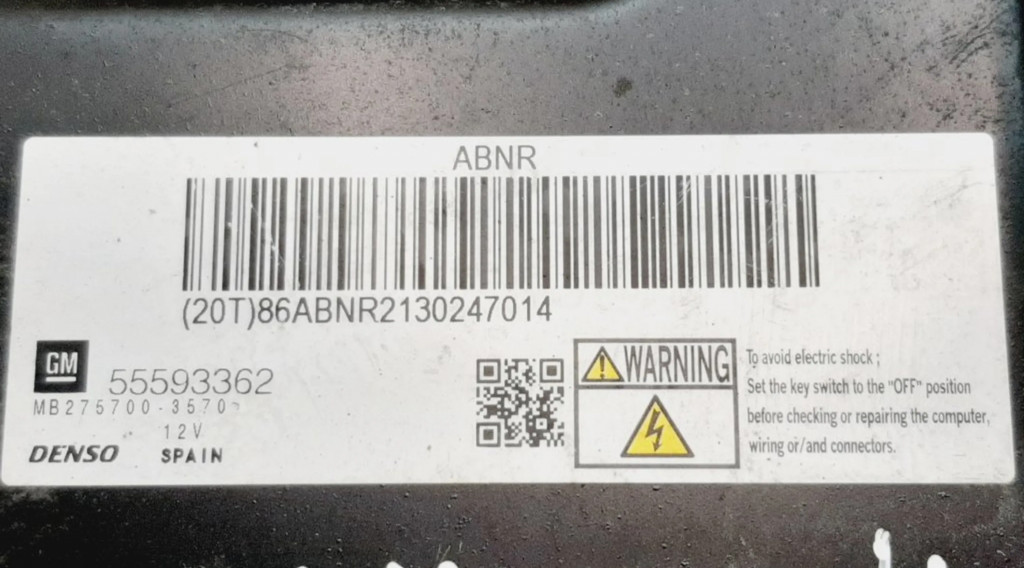 ABNR
(20T)86ABNR2130247014
GM
55593362
MB275700-3570
12V
DENSO SPAIN
WARNING
To avoid electric shock ;
Set the key switch to the "OFF" position
before checking or repairing the computer,
wiring or/and connectors.